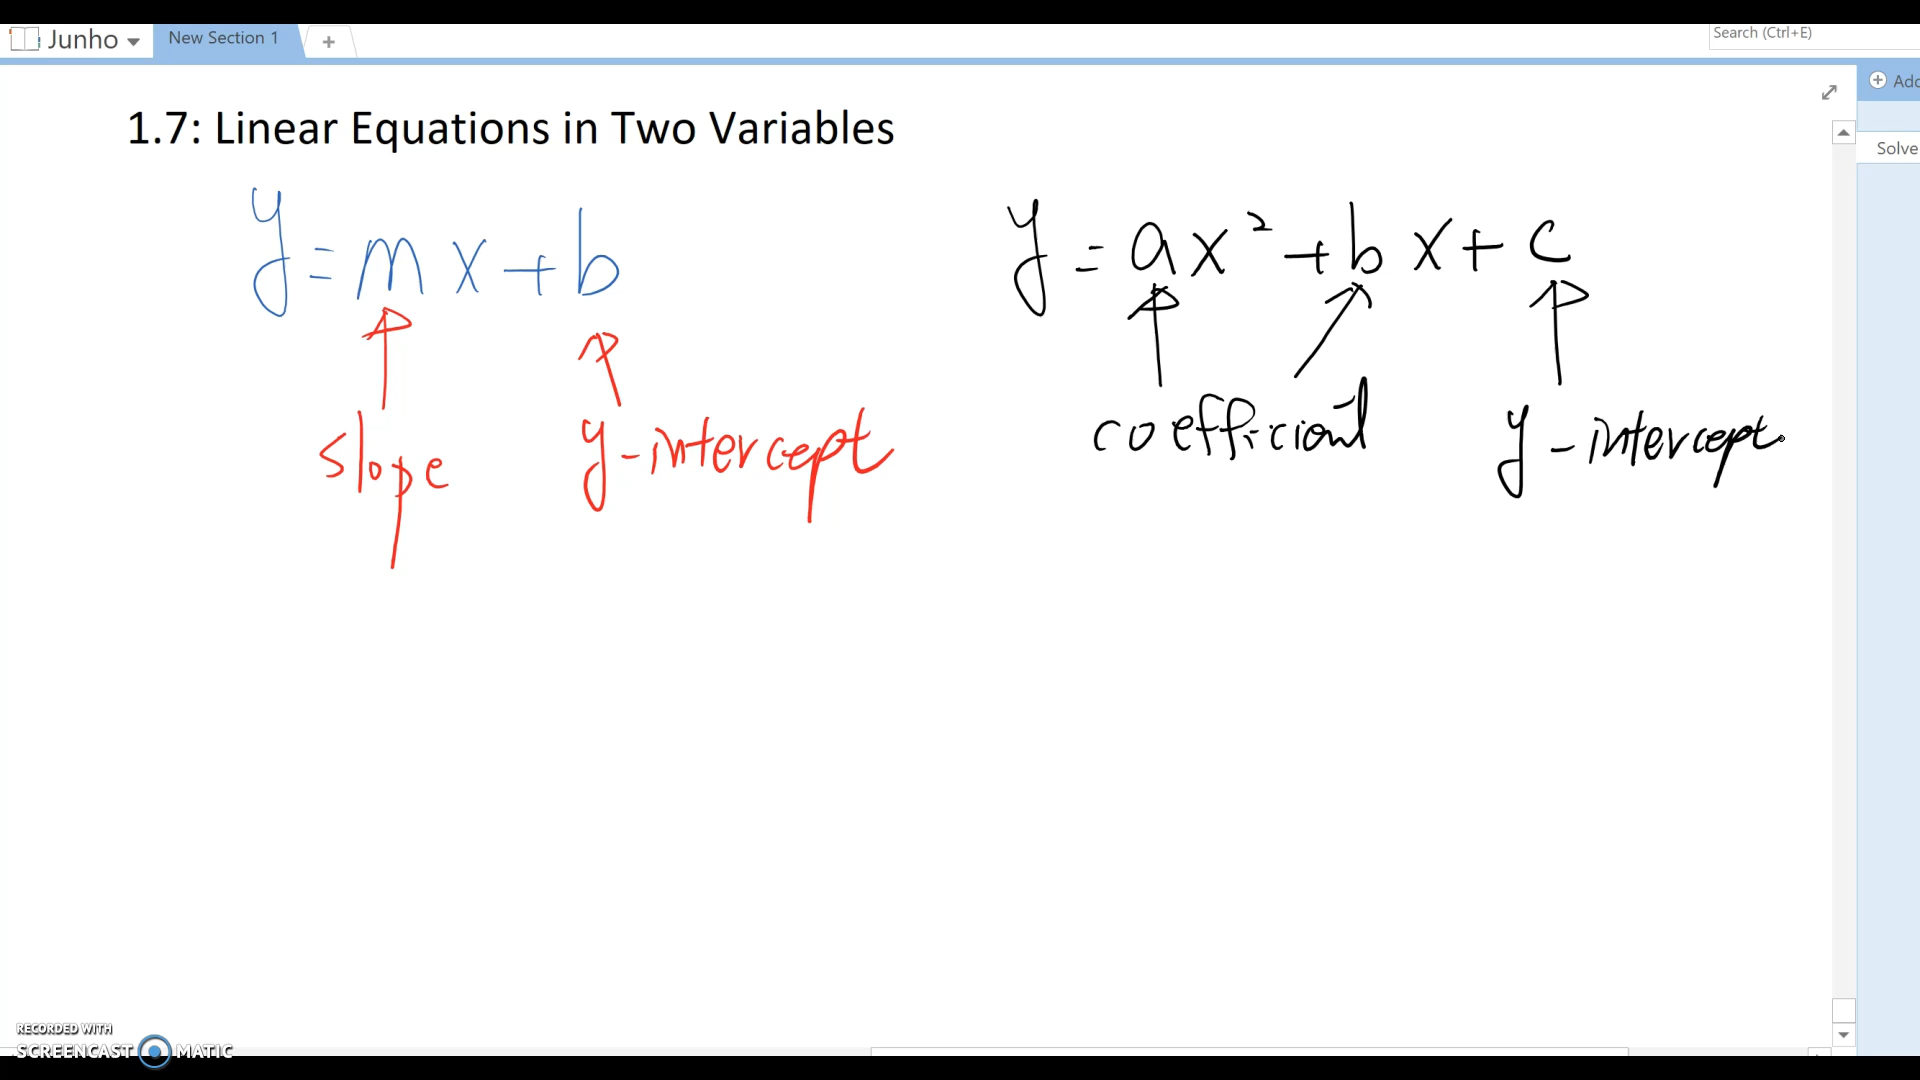 Junho
New Section 1
+
Search (Ctrl+E)
Add
Solve
1.7: Linear Equations in Two Variables
y = mx + b
y = ax² + bx + c
slope
y-intercept
coefficient
y-intercept
RECORDED WITH
SCREENCAST MATIC